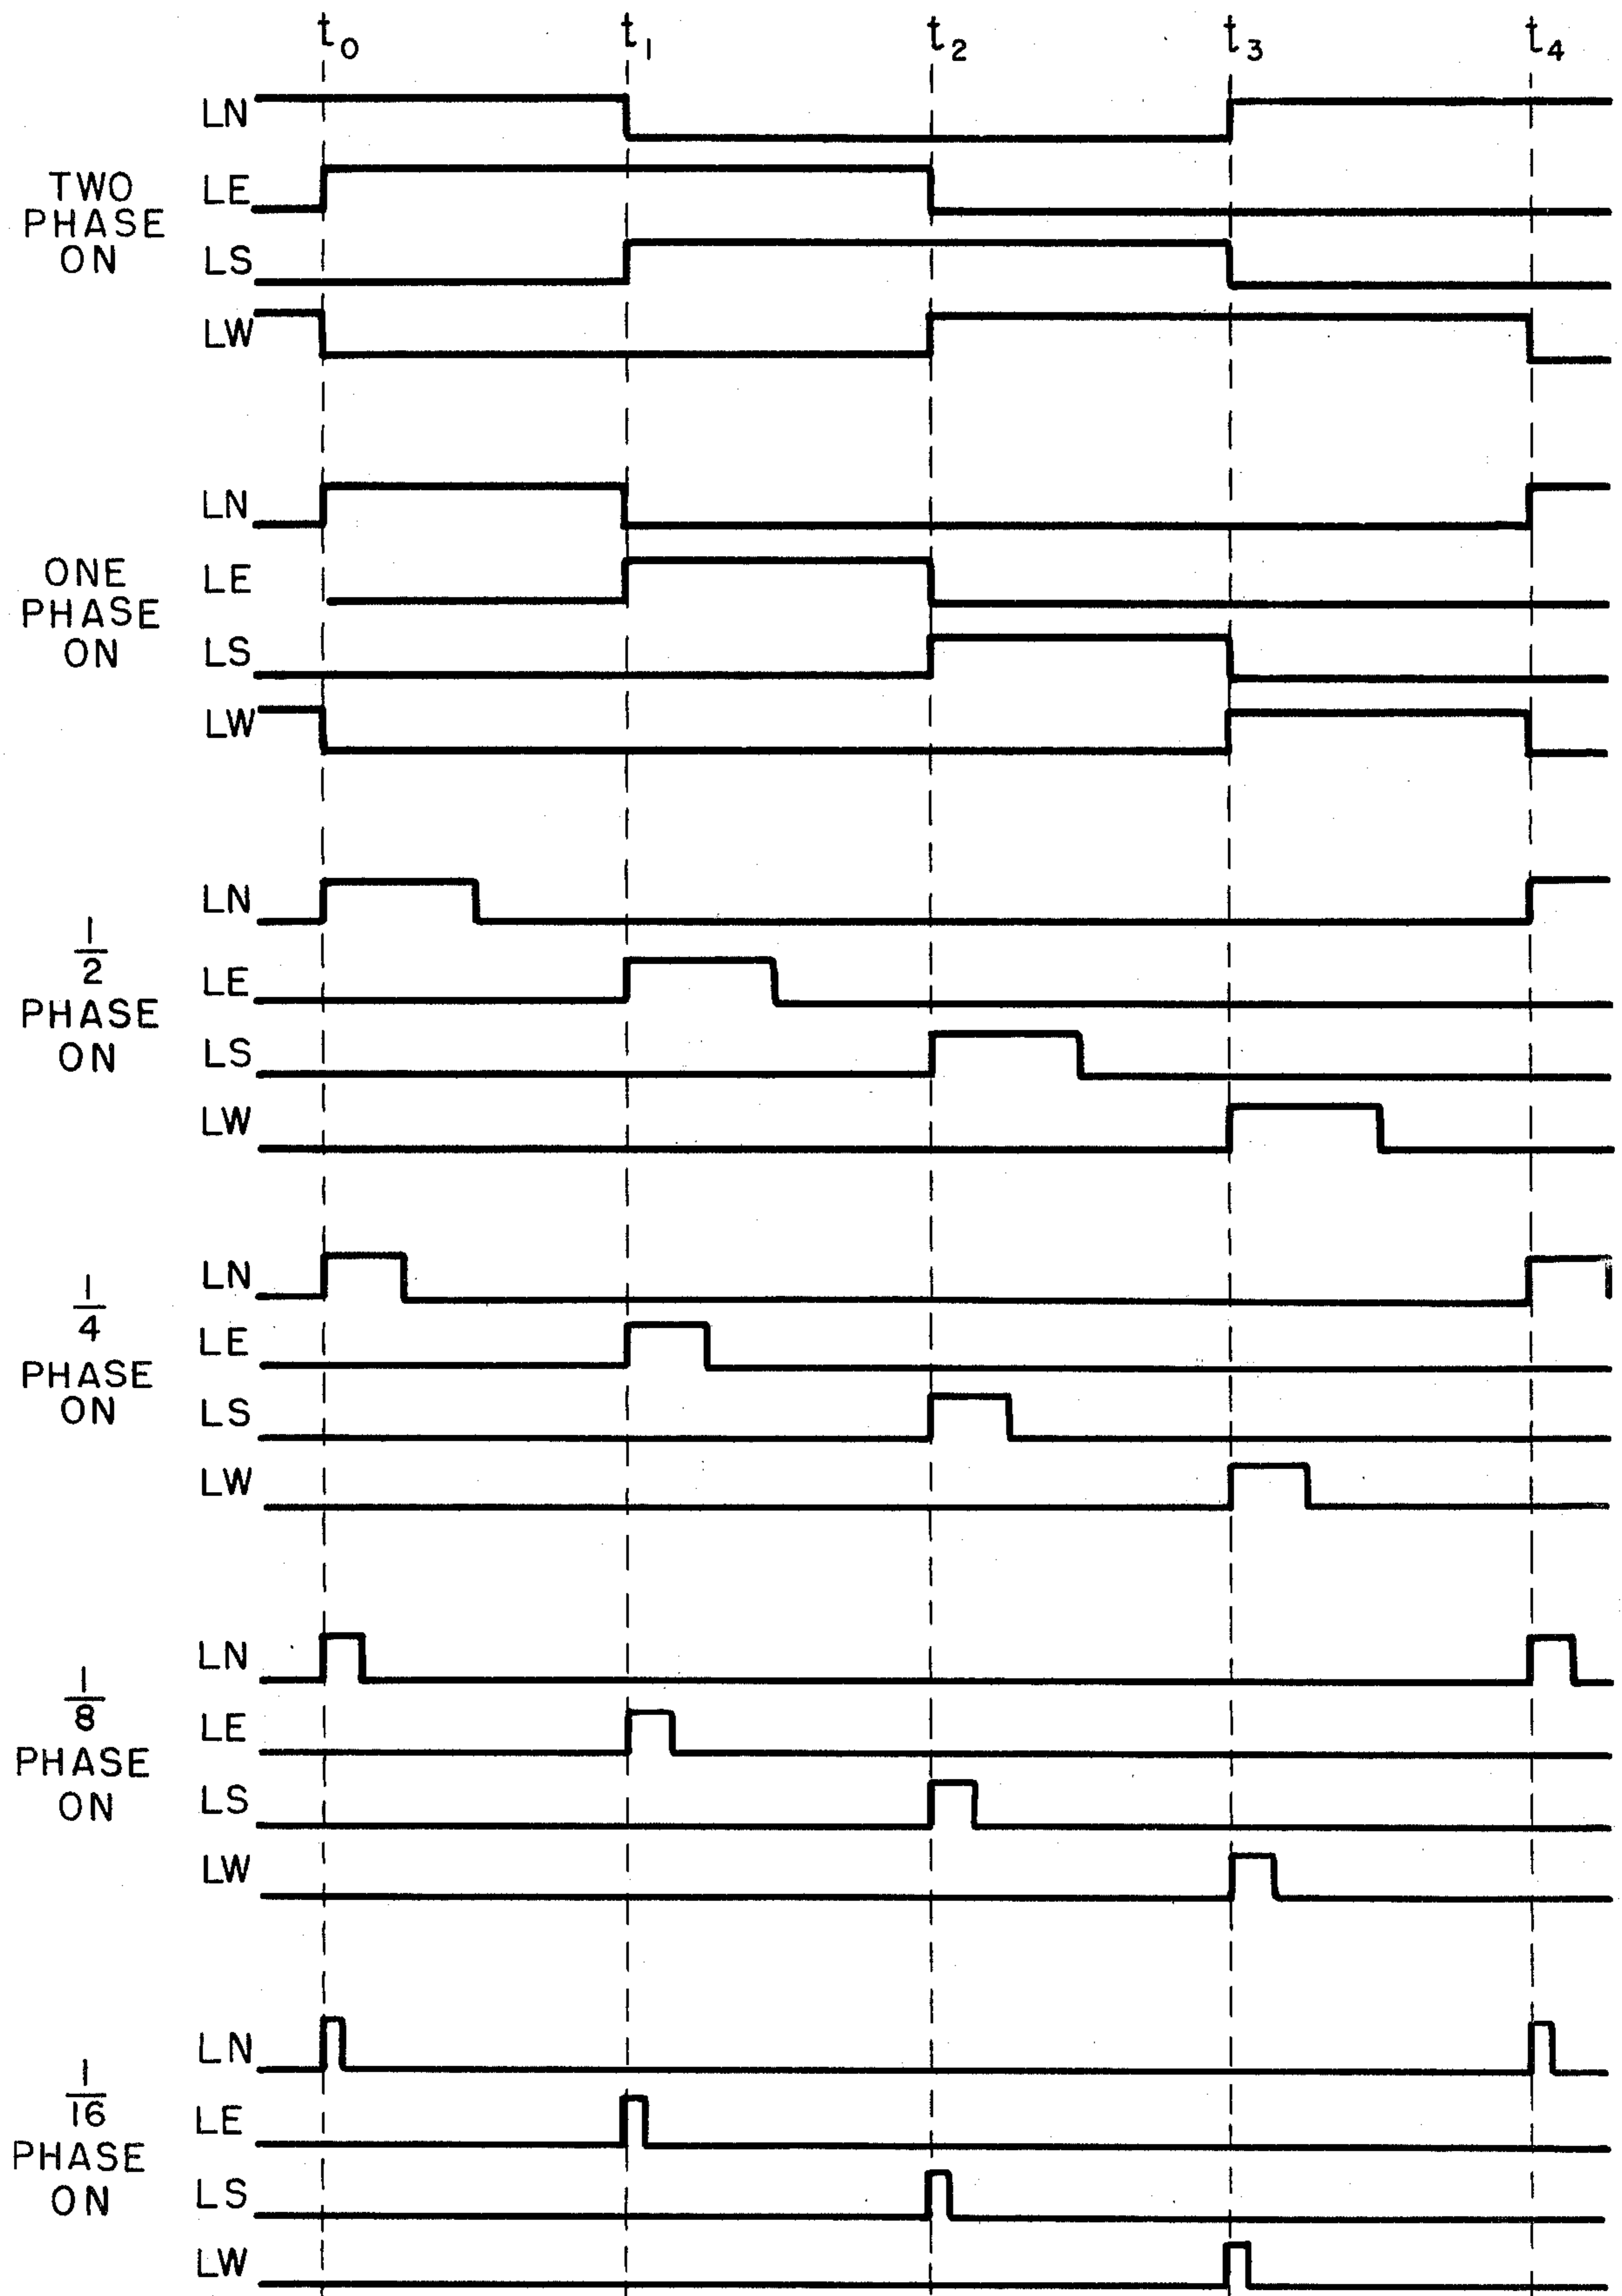 t0 t1 t2 t3 t4
TWO
PHASE
ON
LN
LE
LS
LW
ONE
PHASE
ON
LN
LE
LS
LW
1/2
PHASE
ON
LN
LE
LS
LW
1/4
PHASE
ON
LN
LE
LS
LW
1/8
PHASE
ON
LN
LE
LS
LW
1/16
PHASE
ON
LN
LE
LS
LW